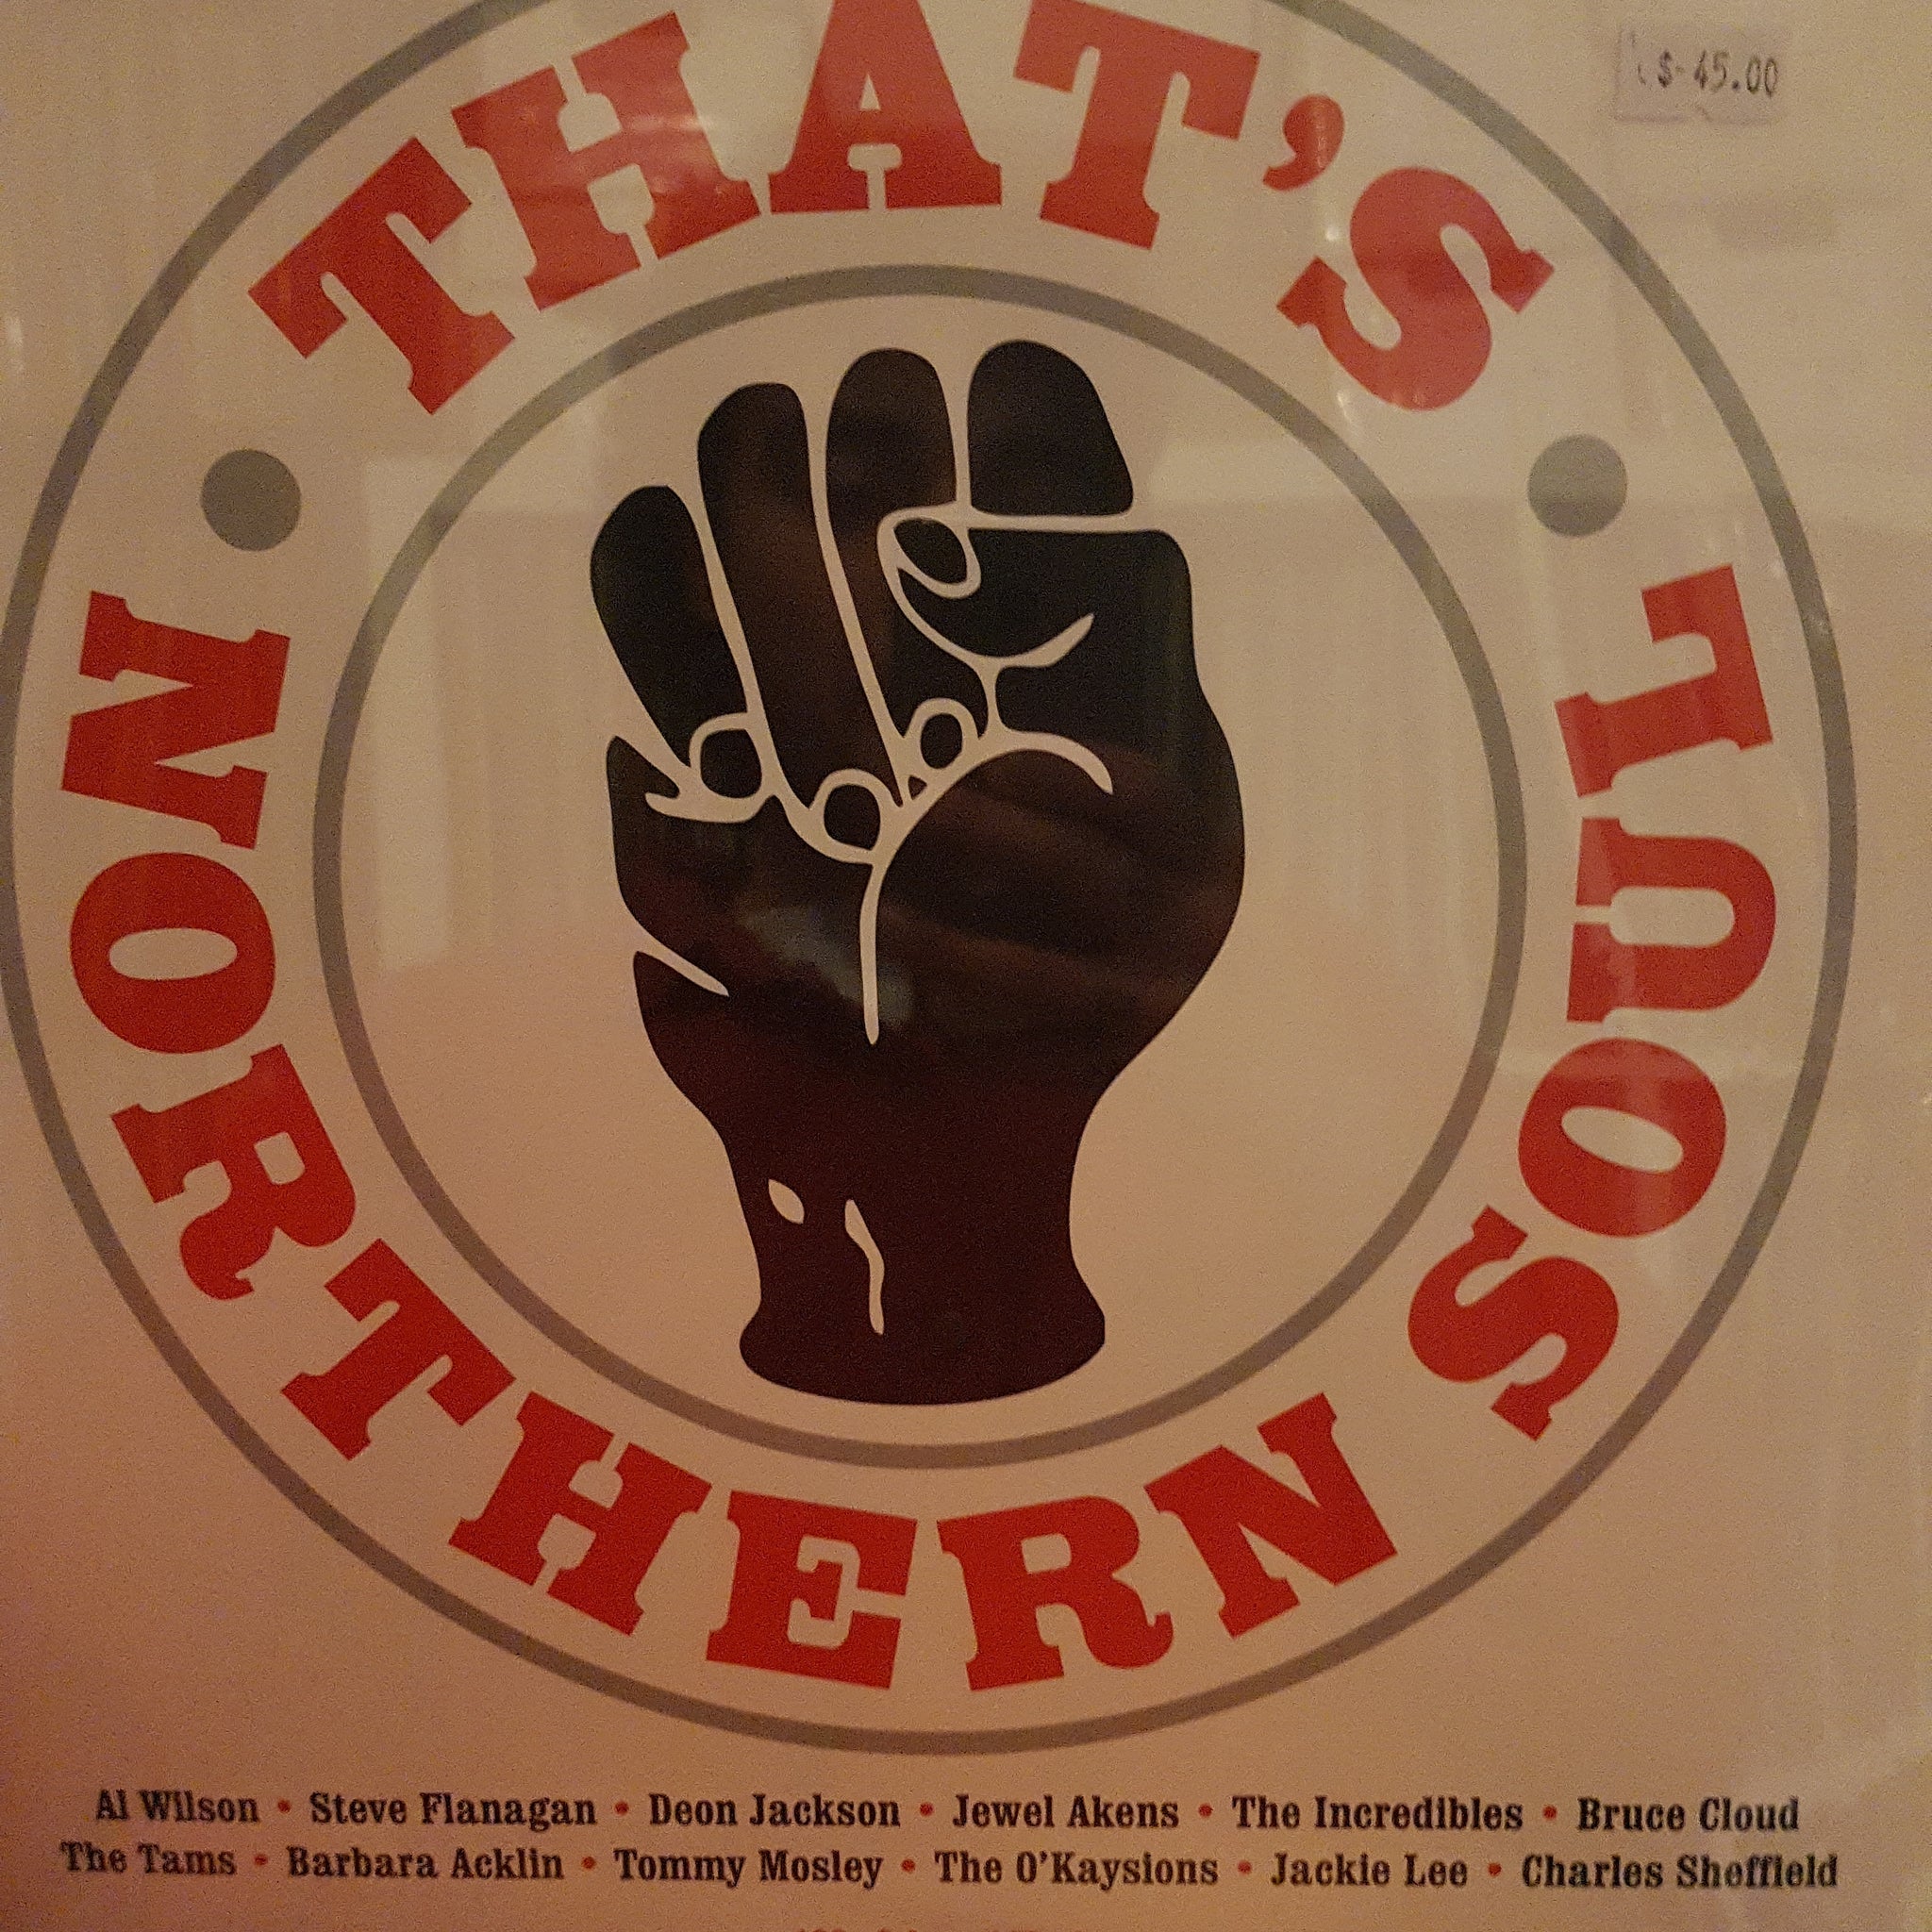 $ 45.00
THAT'S
NORTHERN SOUL
Al Wilson • Steve Flanagan • Deon Jackson • Jewel Akens • The Incredibles • Bruce Cloud
The Tams • Barbara Acklin • Tommy Mosley • The O'Kaysions • Jackie Lee • Charles Sheffield